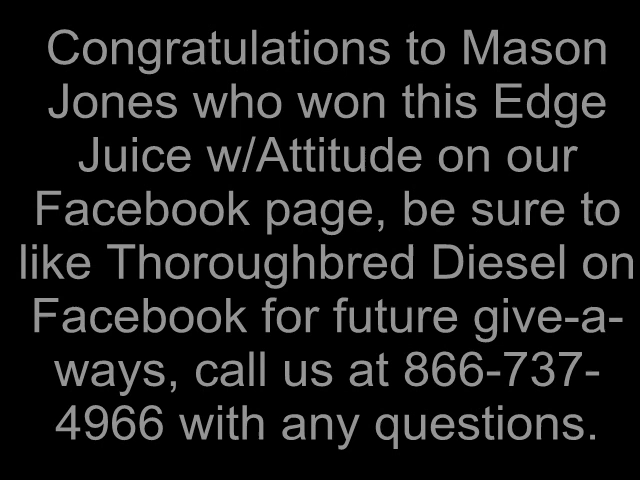 Congratulations to Mason
Jones who won this Edge
Juice w/Attitude on our
Facebook page, be sure to
like Thoroughbred Diesel on
Facebook for future give-a-
ways, call us at 866-737-
4966 with any questions.